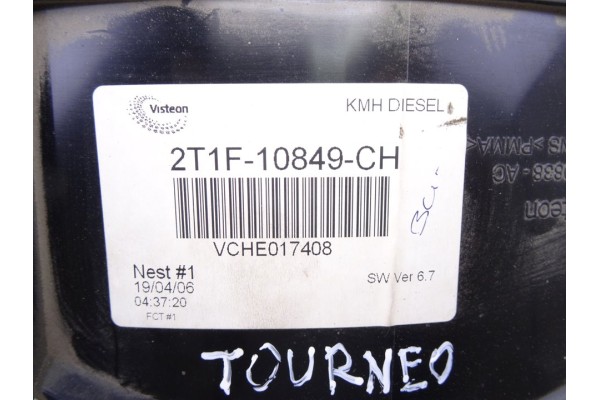 Visteon
KMH DIESEL
2T1F-10849-CH
VCHE017408
Nest #1
SW Ver 6.7
19/04/06
04:37:20
FCT #1
TOURNEO
>PMMA<